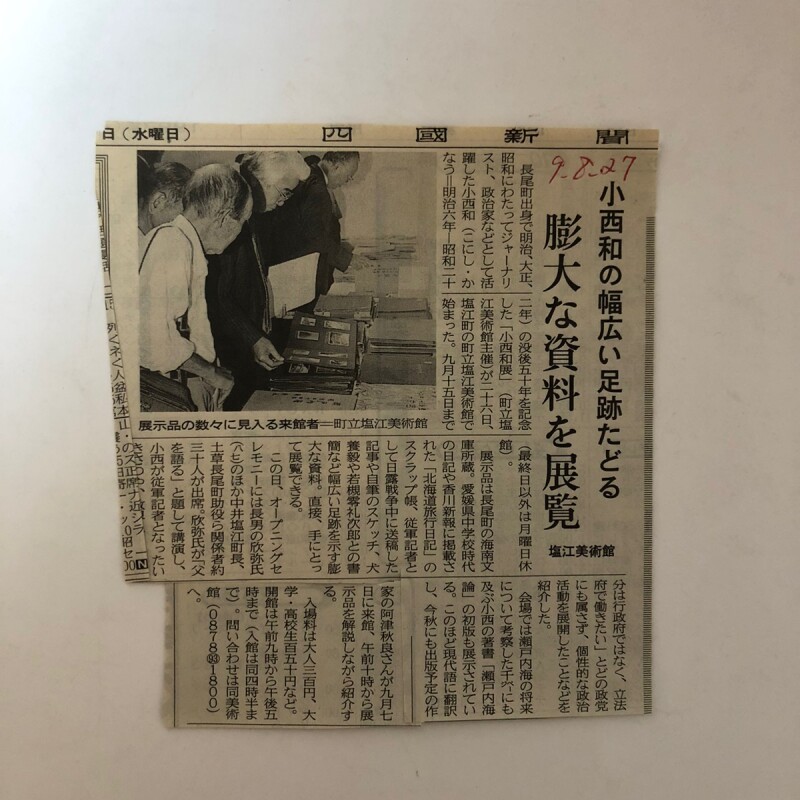 日(水曜日)
四國新聞
9.8.27
小西和の幅広い足跡たどる
膨大な資料を展覧
塩江美術館
長尾町出身で明治、大正、
昭和にわたってジャーナリ
スト、政治家などとして活
躍した小西和(こにし・か
なう=明治六年―昭和二十
二年)の没後五十年を記念
した「小西和展」(町立塩
江美術館主催)が二十六日、
塩江町の町立塩江美術館で
始まった。九月十五日まで
(最終日以外は月曜日休
館)。
展示品は長尾町の海南文
庫所蔵。愛媛県中学校時代
の日記や香川新報に掲載さ
れた「北海道旅行日記」の
スクラップ帳、従軍記者と
して日露戦争中に送稿した
記事や自筆のスケッチ、犬
養毅や若槻零礼次郎との書
簡など幅広い足跡を示す膨
大な資料。直接、手にとっ
て展覧できる。
この日、オープニングセ
レモニーには長男の欣弥氏
のほか中井塩江町長、
土草長尾町助役ら関係者約
三十人が出席。欣弥氏が「父
を語る」と題して講演し、
小西が従軍記者となったい
きさつや、
分は行政府ではなく、立法
府で働きたい」とどの政党
にも属さず、個性的な政治
活動を展開したことなどを
紹介した。
会場では瀬戸内海の将来
について考察した千㌻にも
及ぶ小西の著書「瀬戸内海
論」の初版も展示されてい
る。このほど現代語に翻訳
し、今秋にも出版予定の作
家の阿津秋良さんが九月七
日に来館、午前十時から展
示品を解説しながら紹介す
る。
入場料は大人三百円、大
学・高校生百五十円など。
開館は午前九時から午後五
時まで(入館は同四時半ま
で)。問い合わせは同美術
館(0878㉝1800)
へ。
展示品の数々に見入る来館者=町立塩江美術館